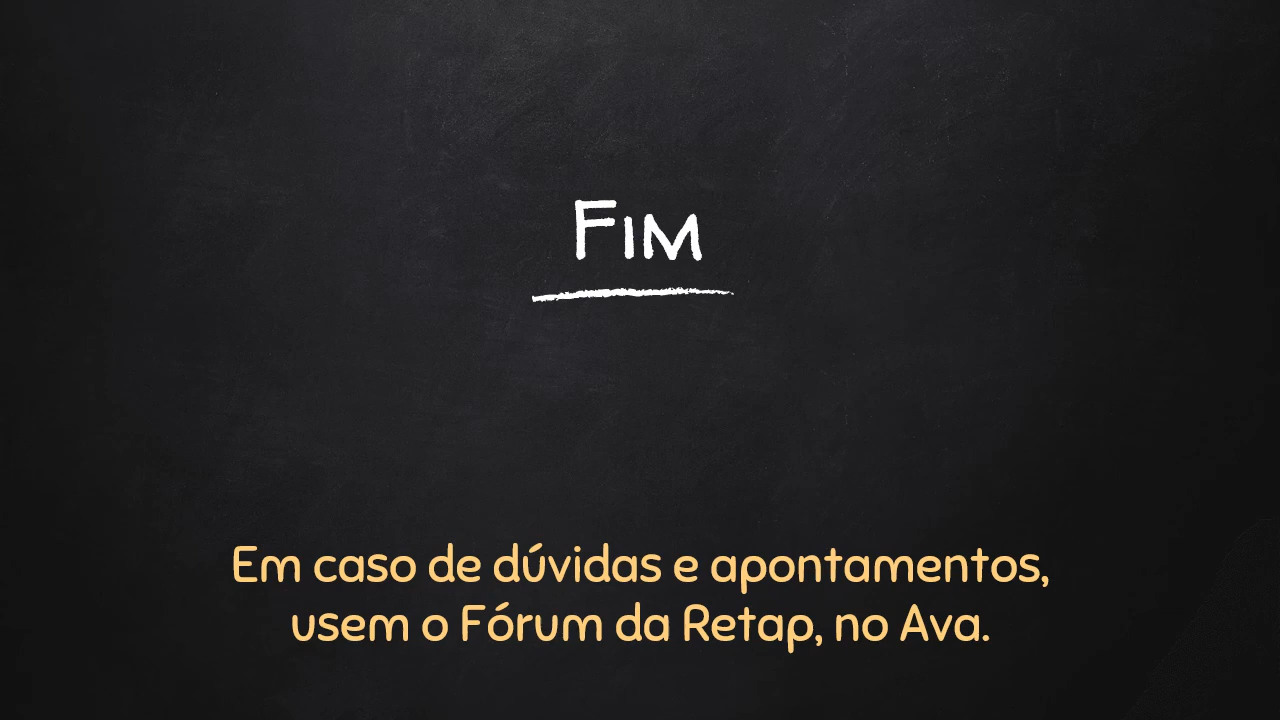 Fim
Em caso de dúvidas e apontamentos,
usem o Fórum da Retap, no Ava.